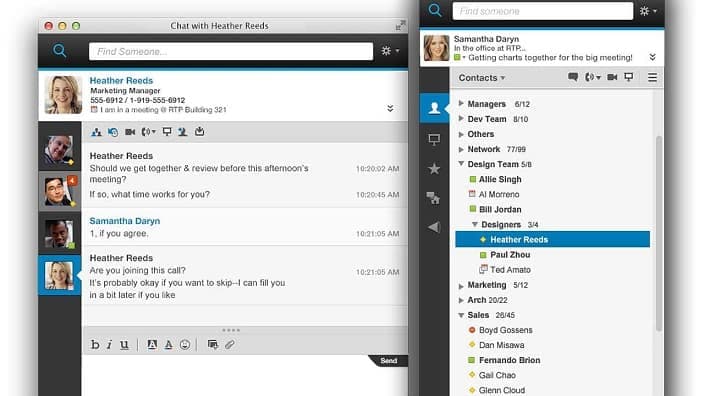 Chat with Heather Reeds
Find Someone...
Heather Reeds
Marketing Manager
555-6912 / 1-919-555-6912
I am in a meeting @ RTP Building 321
4
Heather Reeds
Should we get together & review before this afternoon's
meeting?
10:20:02 AM
If so, what time works for you?
10:20:45 AM
Samantha Daryn
1, if you agree.
10:21:05 AM
Heather Reeds
Are you joining this call?
10:21:05 AM
It's probably okay if you want to skip--I can fill you
in a bit later if you like
b i u A A
Send
Find someone
Samantha Daryn
In the office at RTP...
Getting charts together for the big meeting!
Contacts
Managers 6/12
Dev Team 8/10
Others
Network 77/99
Design Team 5/8
Allie Singh
Al Morreno
Bill Jordan
Designers 3/4
Heather Reeds
Paul Zhou
Ted Amato
Marketing 5/12
Arch 20/22
Sales 26/45
Boyd Gossens
Dan Misawa
Fernando Brion
Gail Chao
Glenn Cloud